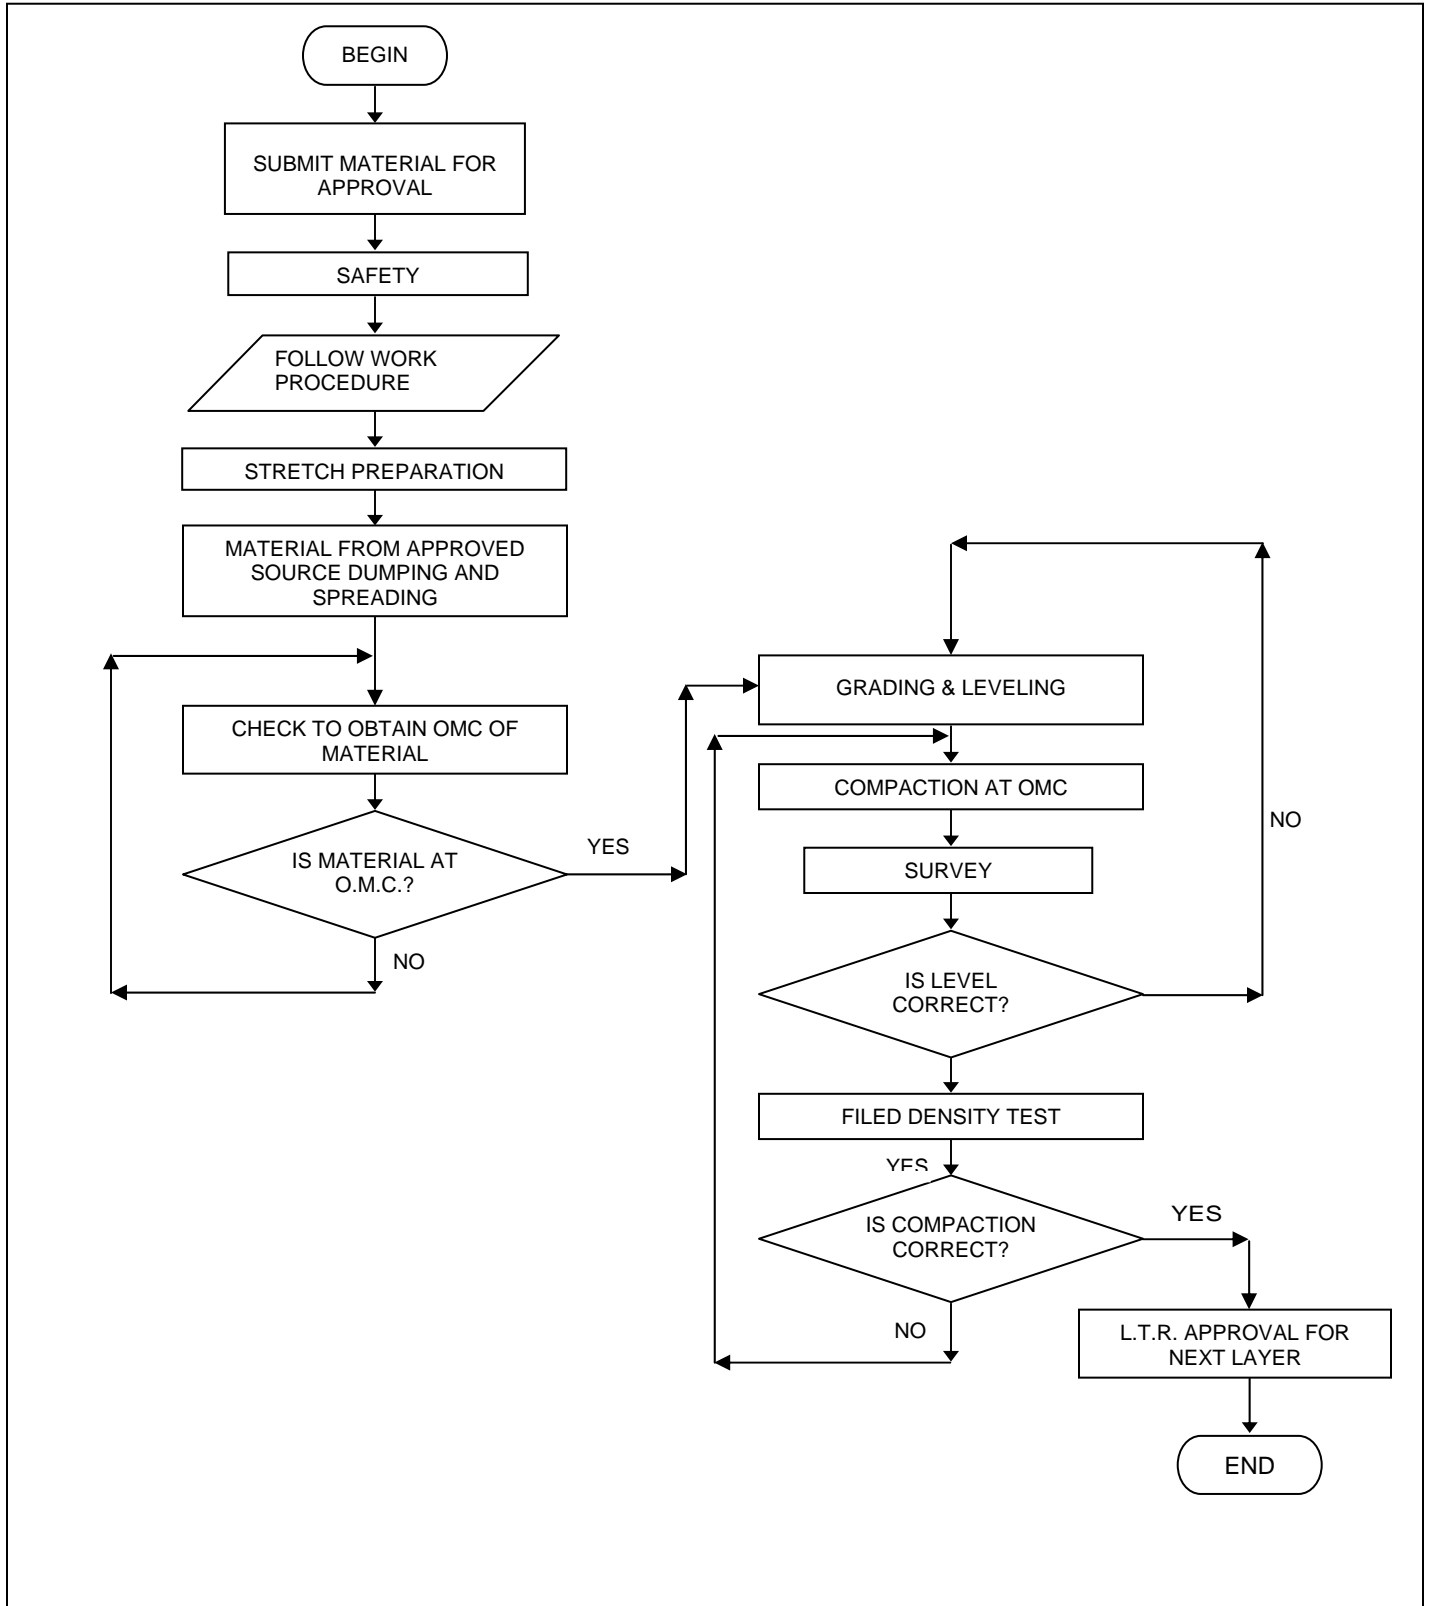 BEGIN
SUBMIT MATERIAL FOR
APPROVAL
SAFETY
FOLLOW WORK
PROCEDURE
STRETCH PREPARATION
MATERIAL FROM APPROVED
SOURCE DUMPING AND
SPREADING
CHECK TO OBTAIN OMC OF
MATERIAL
IS MATERIAL AT
O.M.C.?
YES
NO
GRADING & LEVELING
COMPACTION AT OMC
SURVEY
IS LEVEL
CORRECT?
NO
FILED DENSITY TEST
YES
IS COMPACTION
CORRECT?
YES
NO
L.T.R. APPROVAL FOR
NEXT LAYER
END